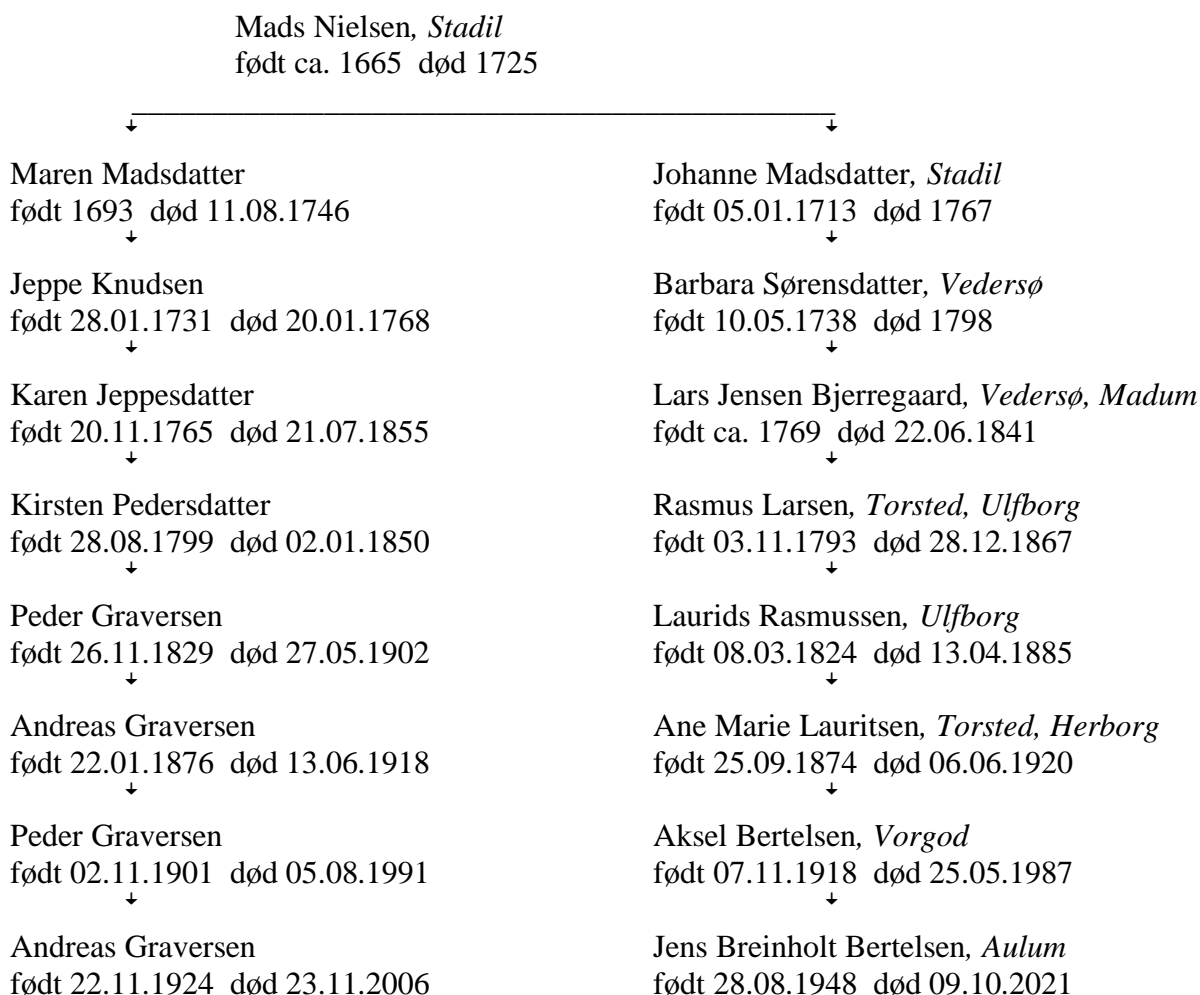 Mads Nielsen, Stadil
født ca. 1665 død 1725
Maren Madsdatter
født 1693 død 11.08.1746
Johanne Madsdatter, Stadil
født 05.01.1713 død 1767
Jeppe Knudsen
født 28.01.1731 død 20.01.1768
Barbara Sørensdatter, Vedersø
født 10.05.1738 død 1798
Karen Jeppesdatter
født 20.11.1765 død 21.07.1855
Lars Jensen Bjerregaard, Vedersø, Madum
født ca. 1769 død 22.06.1841
Kirsten Pedersdatter
født 28.08.1799 død 02.01.1850
Rasmus Larsen, Torsted, Ulfborg
født 03.11.1793 død 28.12.1867
Peder Graversen
født 26.11.1829 død 27.05.1902
Laurids Rasmussen, Ulfborg
født 08.03.1824 død 13.04.1885
Andreas Graversen
født 22.01.1876 død 13.06.1918
Ane Marie Lauritsen, Torsted, Herborg
født 25.09.1874 død 06.06.1920
Peder Graversen
født 02.11.1901 død 05.08.1991
Aksel Bertelsen, Vorgod
født 07.11.1918 død 25.05.1987
Andreas Graversen
født 22.11.1924 død 23.11.2006
Jens Breinholt Bertelsen, Aulum
født 28.08.1948 død 09.10.2021